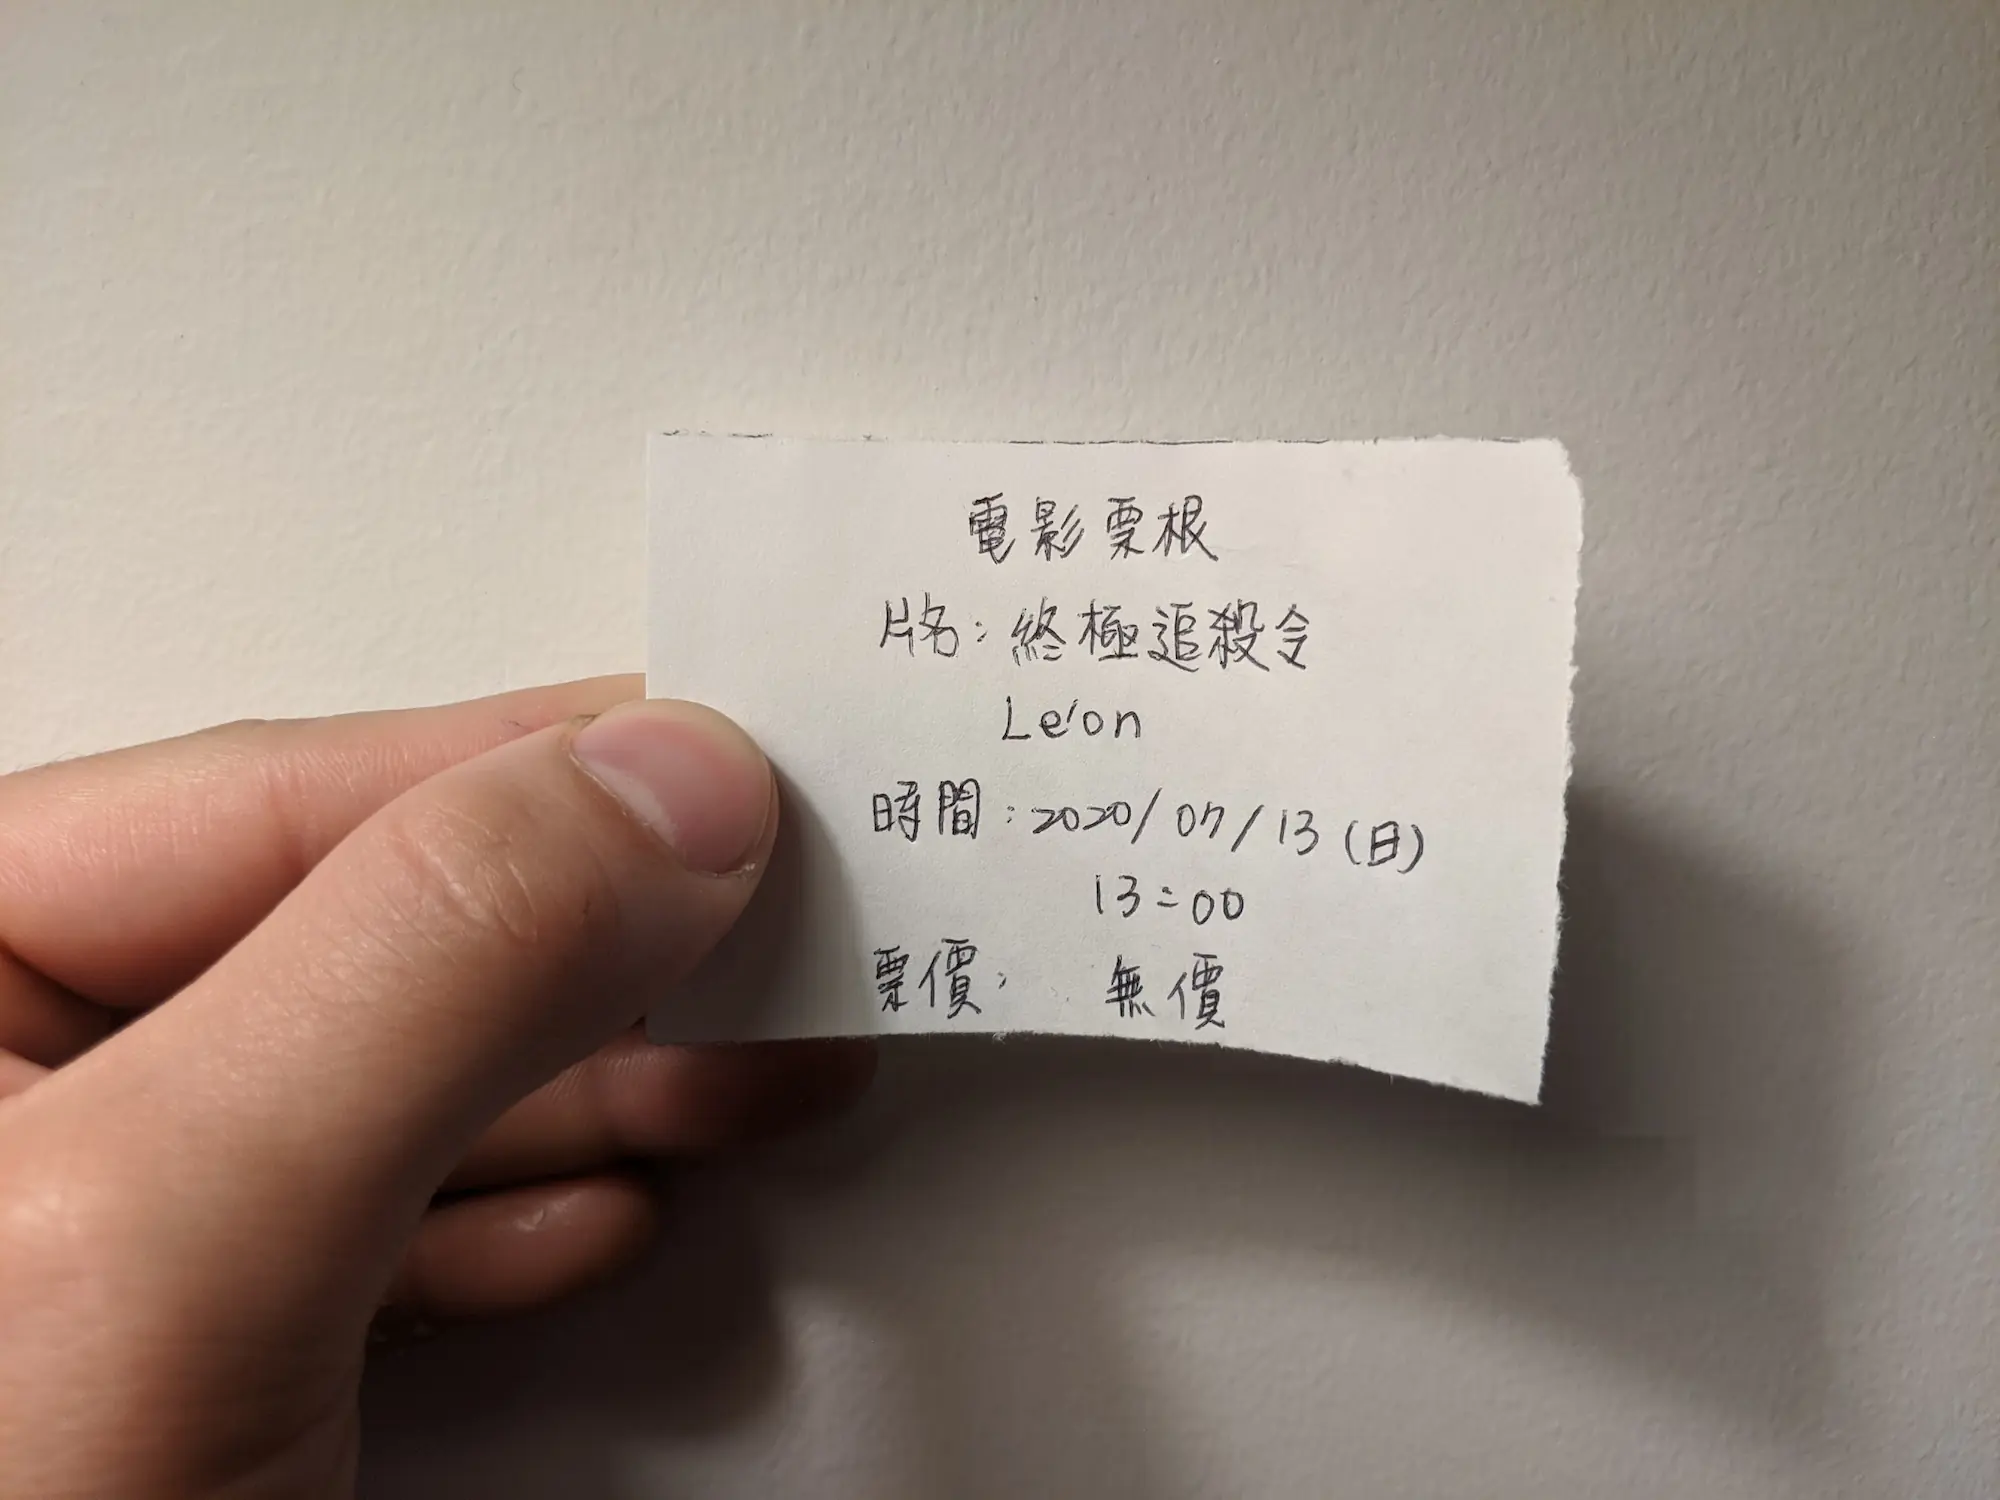 電影票根
片名：終極追殺令
Léon
時間：2020/07/13（日）
13：00
票價： 無價